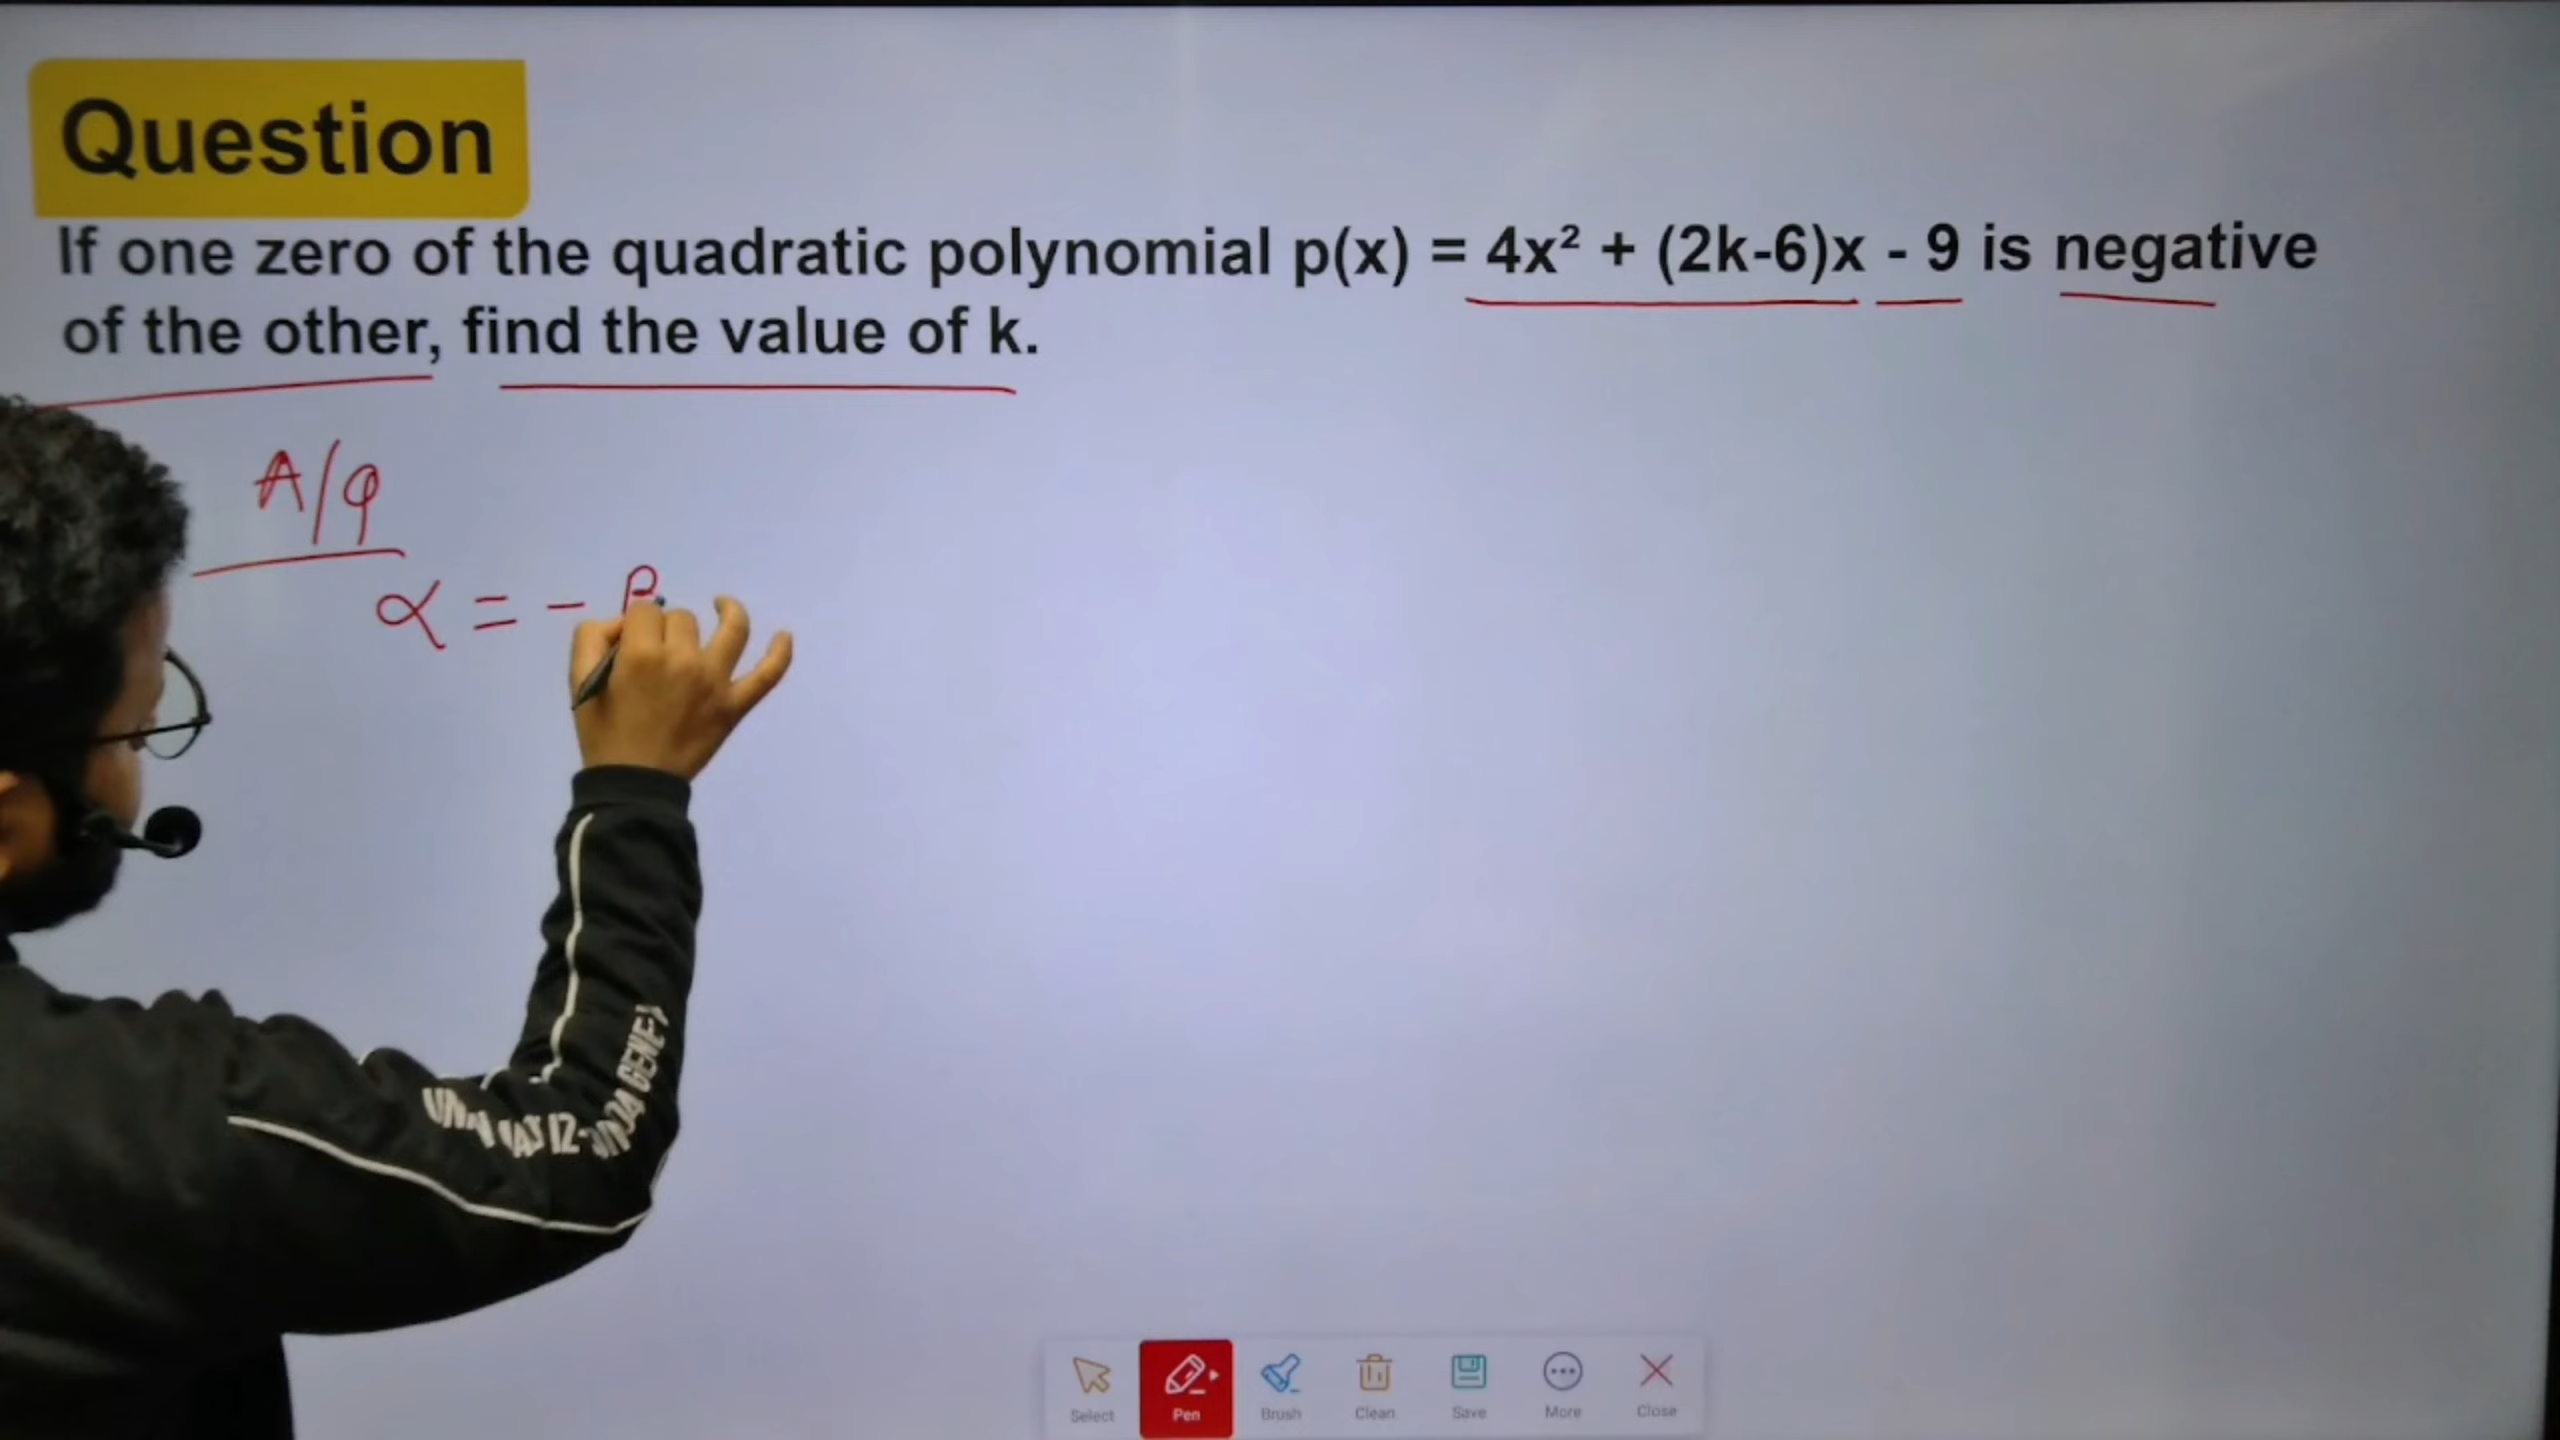 Question
If one zero of the quadratic polynomial p(x) = 4x² + (2k-6)x - 9 is negative
of the other, find the value of k.
A/Q
α = - β
Select Pen Brush Clean Save More Close